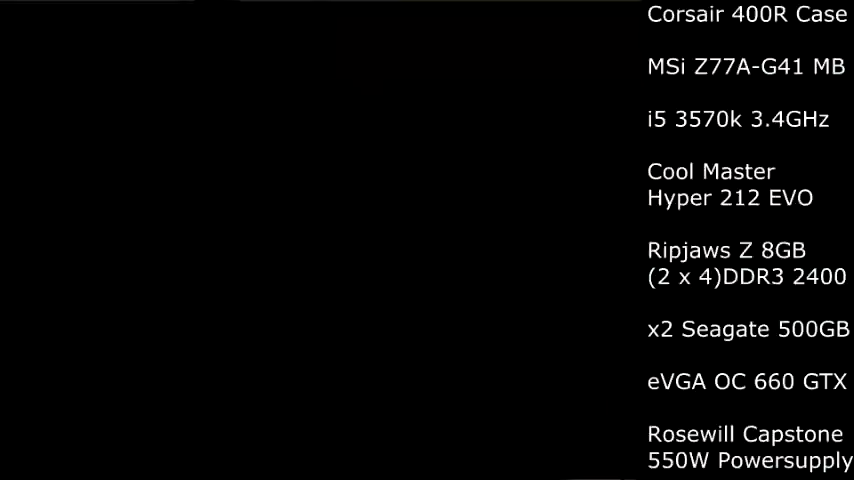 Corsair 400R Case
MSi Z77A-G41 MB
i5 3570k 3.4GHz
Cool Master
Hyper 212 EVO
Ripjaws Z 8GB
(2 x 4)DDR3 2400
x2 Seagate 500GB
eVGA OC 660 GTX
Rosewill Capstone
550W Powersupply